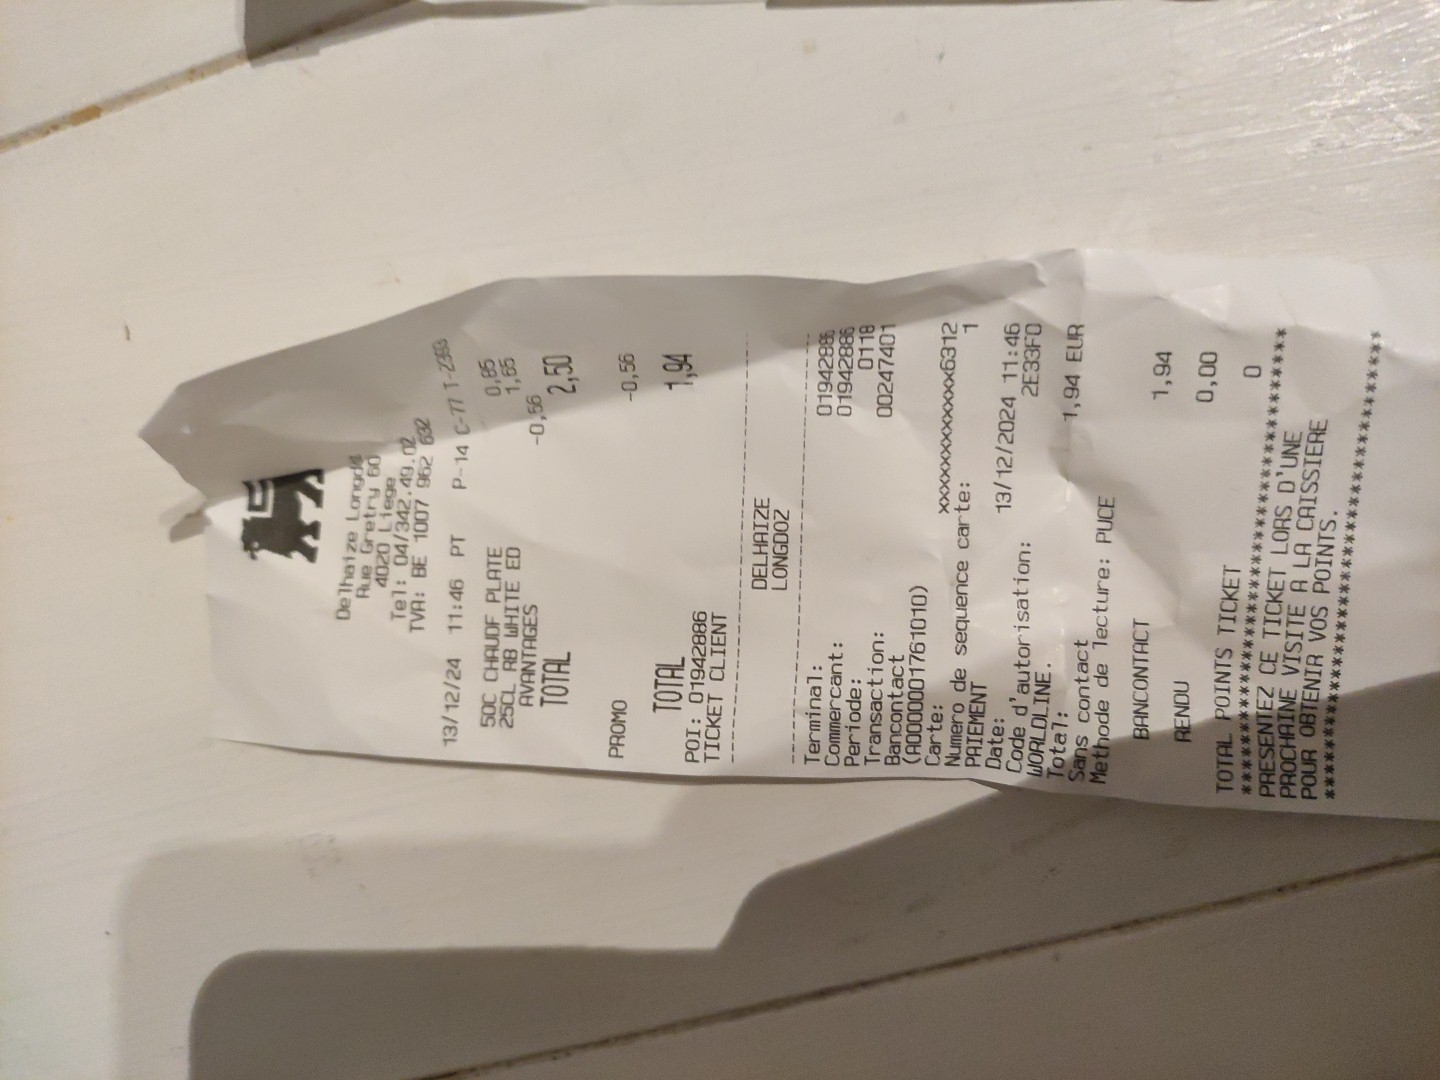 Delhaize Longdo
Rue Gretry 60
4020 Liege
Tel: 04/342.49.02
TVA: BE 1007 962 632
13/12/24 11:46 PT P-14 C-77 T-2303
50C CHAUDF PLATE 0,85
25CL RB WHITE ED 1,65
AVANTAGES -0,56
TOTAL 2,50
PROMO -0,56
TOTAL 1,94
POI: 01942886
TICKET CLIENT
--------------------------------
DELHAIZE
LONGDOZ
--------------------------------
Terminal: 01942886
Commercant: 01942886
Periode: 0118
Transaction: 00247401
Bancontact
(A0000001761010)
Carte: xxxxxxxxxxxxx6312
Numero de sequence carte: 1
PAIEMENT
Date: 13/12/2024 11:46
Code d'autorisation: 2E33F0
WORLDLINE.
Total: 1,94 EUR
Sans contact
Methode de lecture: PUCE
BANCONTACT 1,94
RENDU 0,00
TOTAL POINTS TICKET 0
****************************************
PRESENTEZ CE TICKET LORS D'UNE
PROCHAINE VISITE A LA CAISSIERE
POUR OBTENIR VOS POINTS.
****************************************